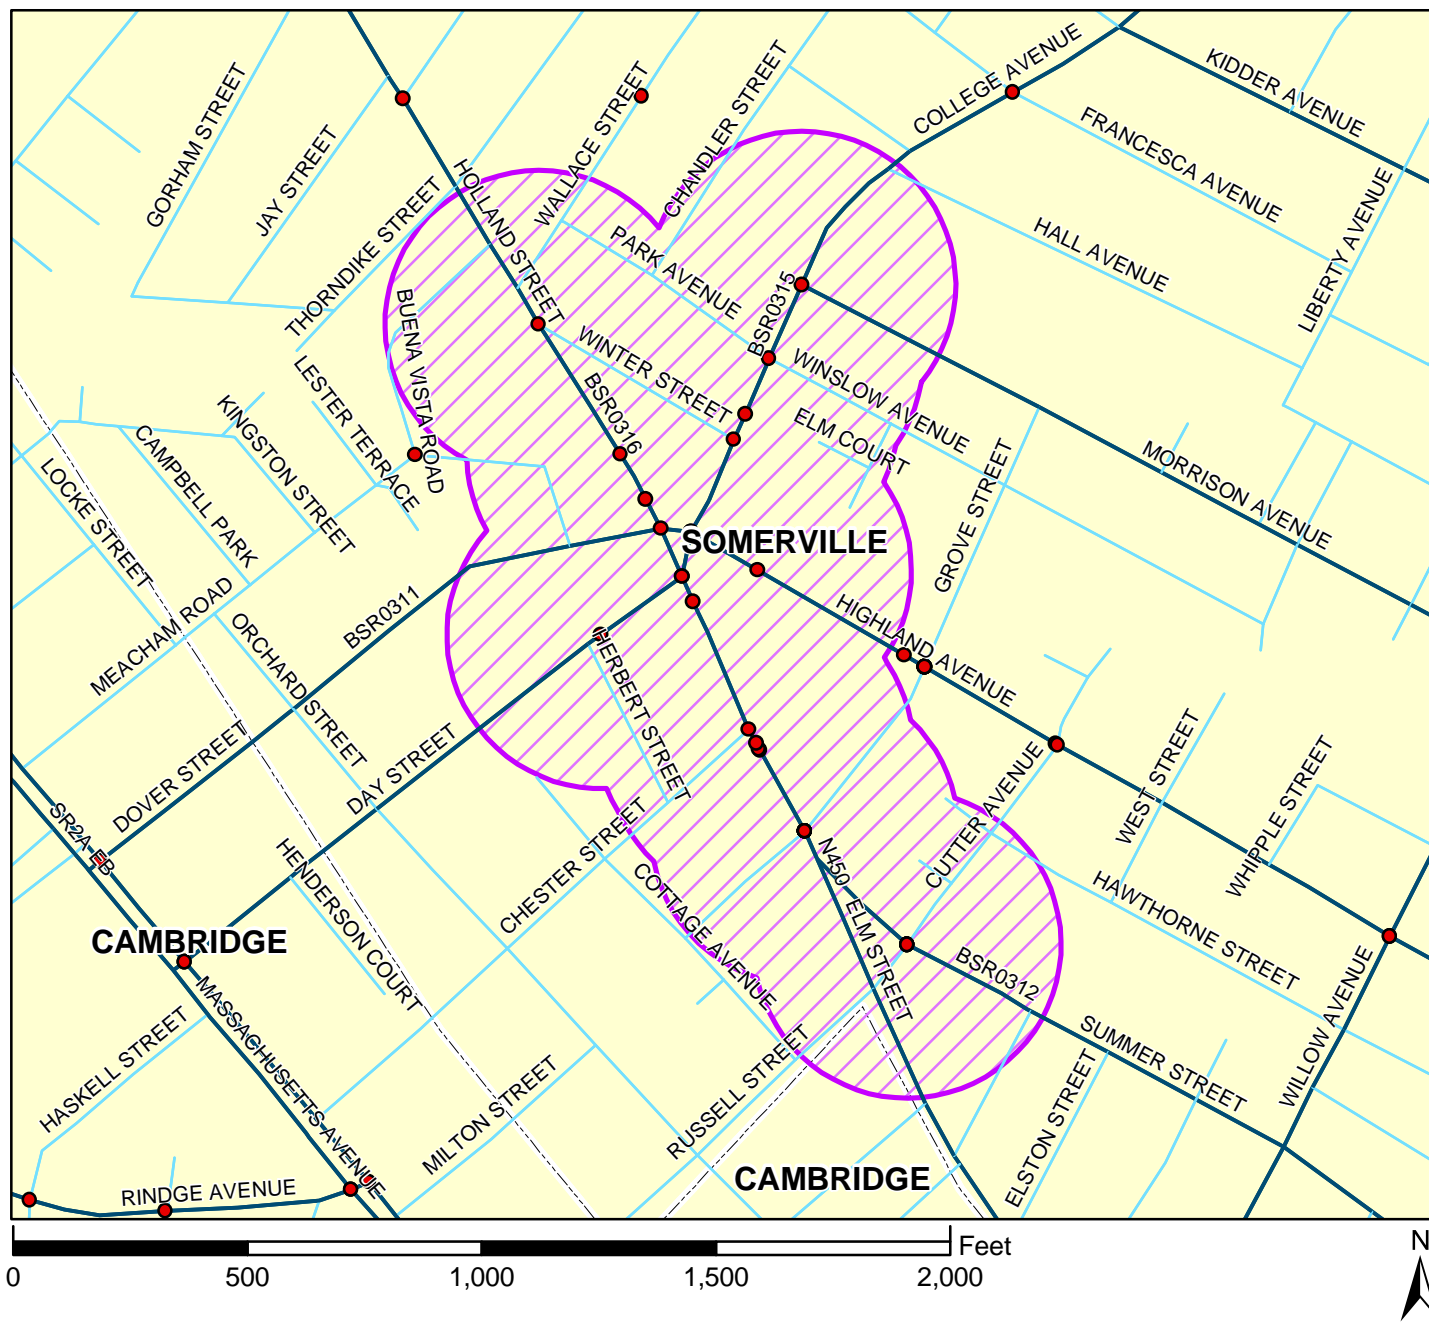 COLLEGE AVENUE
KIDDER AVENUE
GORHAM STREET
JAY STREET
WALLACE STREET
CHANDLER STREET
FRANCESCA AVENUE
HOLLAND STREET
THORNDIKE STREET
LIBERTY AVENUE
HALL AVENUE
PARK AVENUE
BSR0315
BUENA VISTA ROAD
WINTER STREET
WINSLOW AVENUE
LESTER TERRACE
BSR0316
KINGSTON STREET
ELM COURT
CAMPBELL PARK
LOCKE STREET
GROVE STREET
MORRISON AVENUE
SOMERVILLE
MEACHAM ROAD
BSR0311
ORCHARD STREET
HIGHLAND AVENUE
HERBERT STREET
DOVER STREET
DAY STREET
WEST STREET
WHIPPLE STREET
CUTTER AVENUE
SR2A EB
HENDERSON COURT
CHESTER STREET
COTTAGE AVENUE
N450
ELM STREET
HAWTHORNE STREET
CAMBRIDGE
BSR0312
WILLOW AVENUE
MASSACHUSETTS AVENUE
HASKELL STREET
SUMMER STREET
MILTON STREET
RUSSELL STREET
ELSTON STREET
CAMBRIDGE
RINDGE AVENUE
Feet
0 500 1,000 1,500 2,000
N